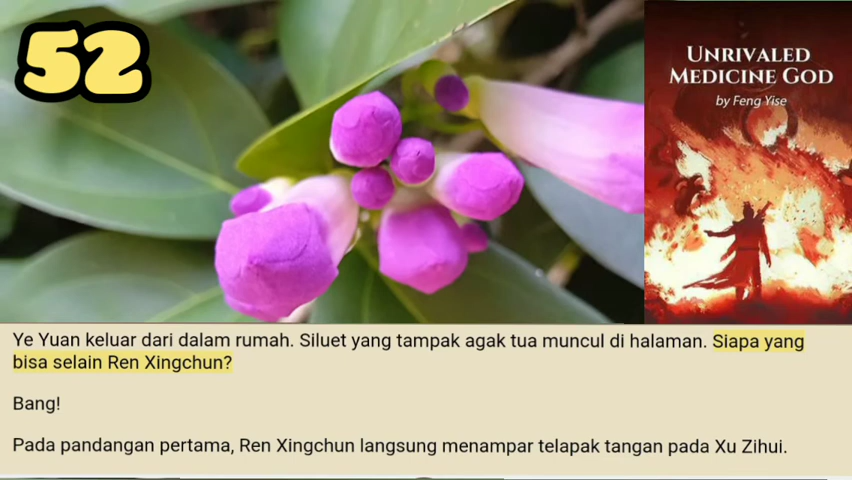 52
UNRIVALED
MEDICINE GOD
by Feng Yise
Ye Yuan keluar dari dalam rumah. Siluet yang tampak agak tua muncul di halaman. Siapa yang
bisa selain Ren Xingchun?
Bang!
Pada pandangan pertama, Ren Xingchun langsung menampar telapak tangan pada Xu Zihui.